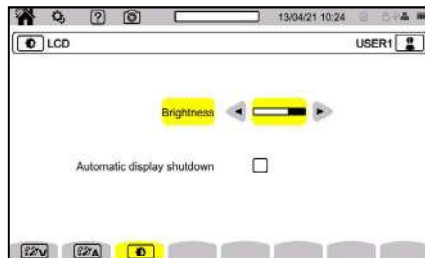 ? 13/04/21 10:24
LCD USER1
Brightness
Automatic display shutdown
V A